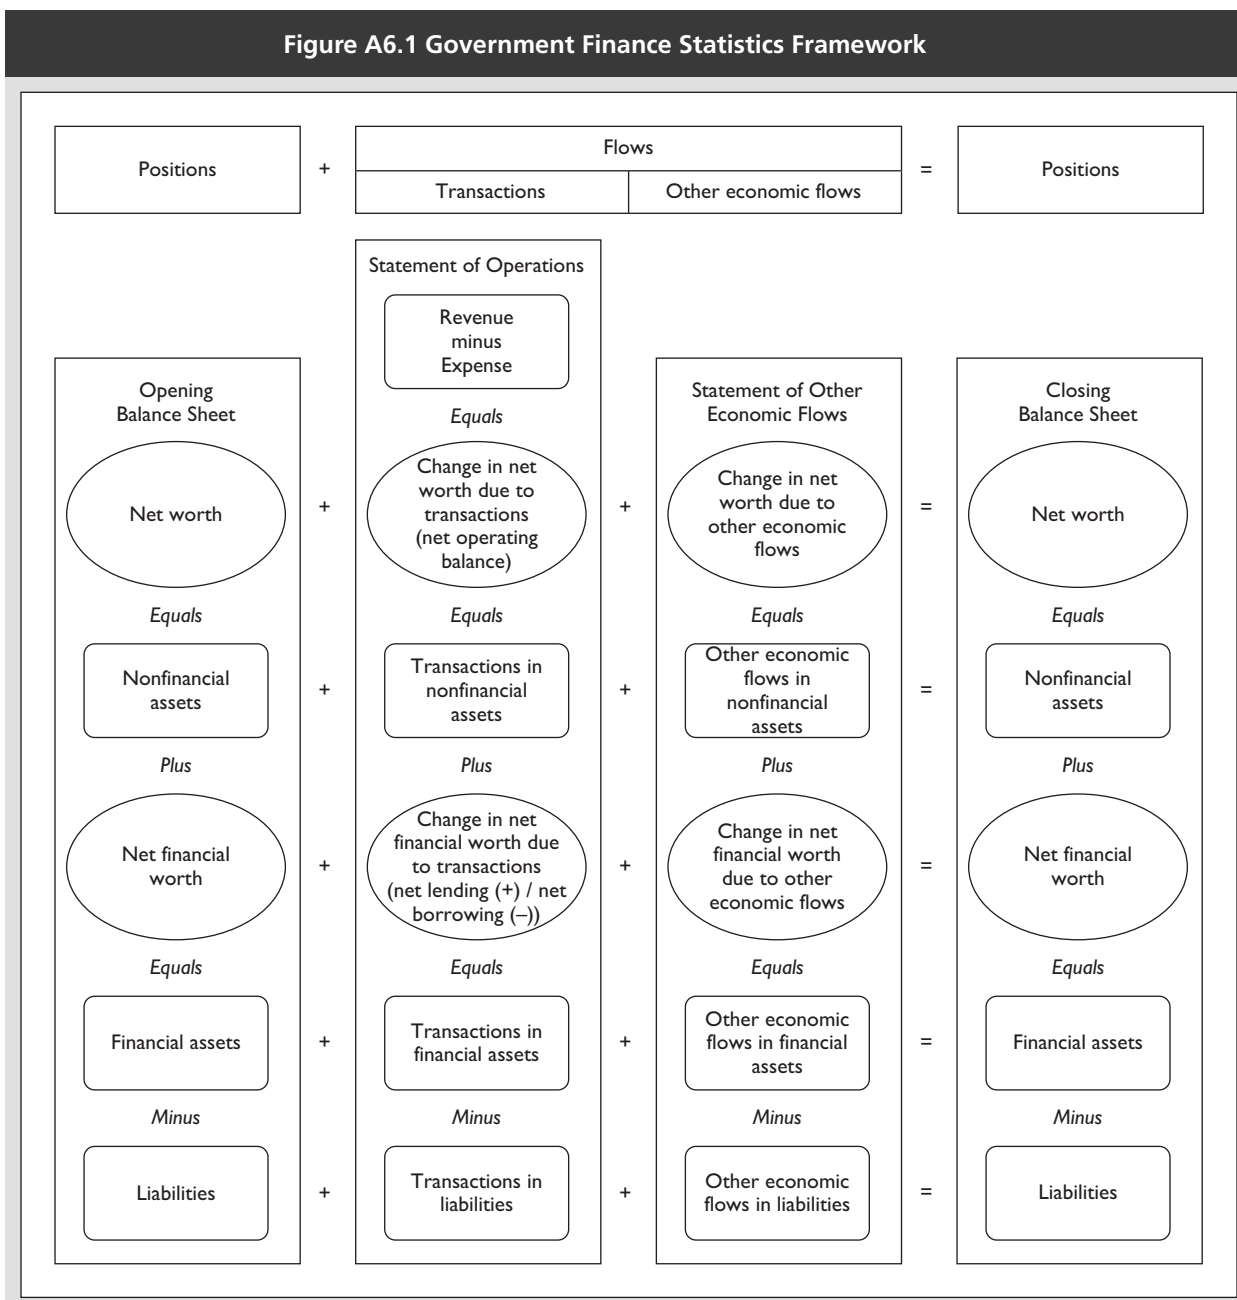 Figure A6.1 Government Finance Statistics Framework
Positions
+
Flows
Transactions
Other economic flows
=
Positions
Opening
Balance Sheet
Net worth
Equals
Nonfinancial
assets
Plus
Net financial
worth
Equals
Financial assets
Minus
Liabilities
+
+
+
+
+
Statement of Operations
Revenue
minus
Expense
Equals
Change in net
worth due to
transactions
(net operating
balance)
Equals
Transactions in
nonfinancial
assets
Plus
Change in net
financial worth due
to transactions
(net lending (+) / net
borrowing (–))
Equals
Transactions in
financial assets
Minus
Transactions in
liabilities
+
+
+
+
+
Statement of Other
Economic Flows
Change in net
worth due to
other economic
flows
Equals
Other economic
flows in
nonfinancial
assets
Plus
Change in net
financial worth
due to other
economic flows
Equals
Other economic
flows in financial
assets
Minus
Other economic
flows in liabilities
=
=
=
=
=
Closing
Balance Sheet
Net worth
Equals
Nonfinancial
assets
Plus
Net financial
worth
Equals
Financial assets
Minus
Liabilities